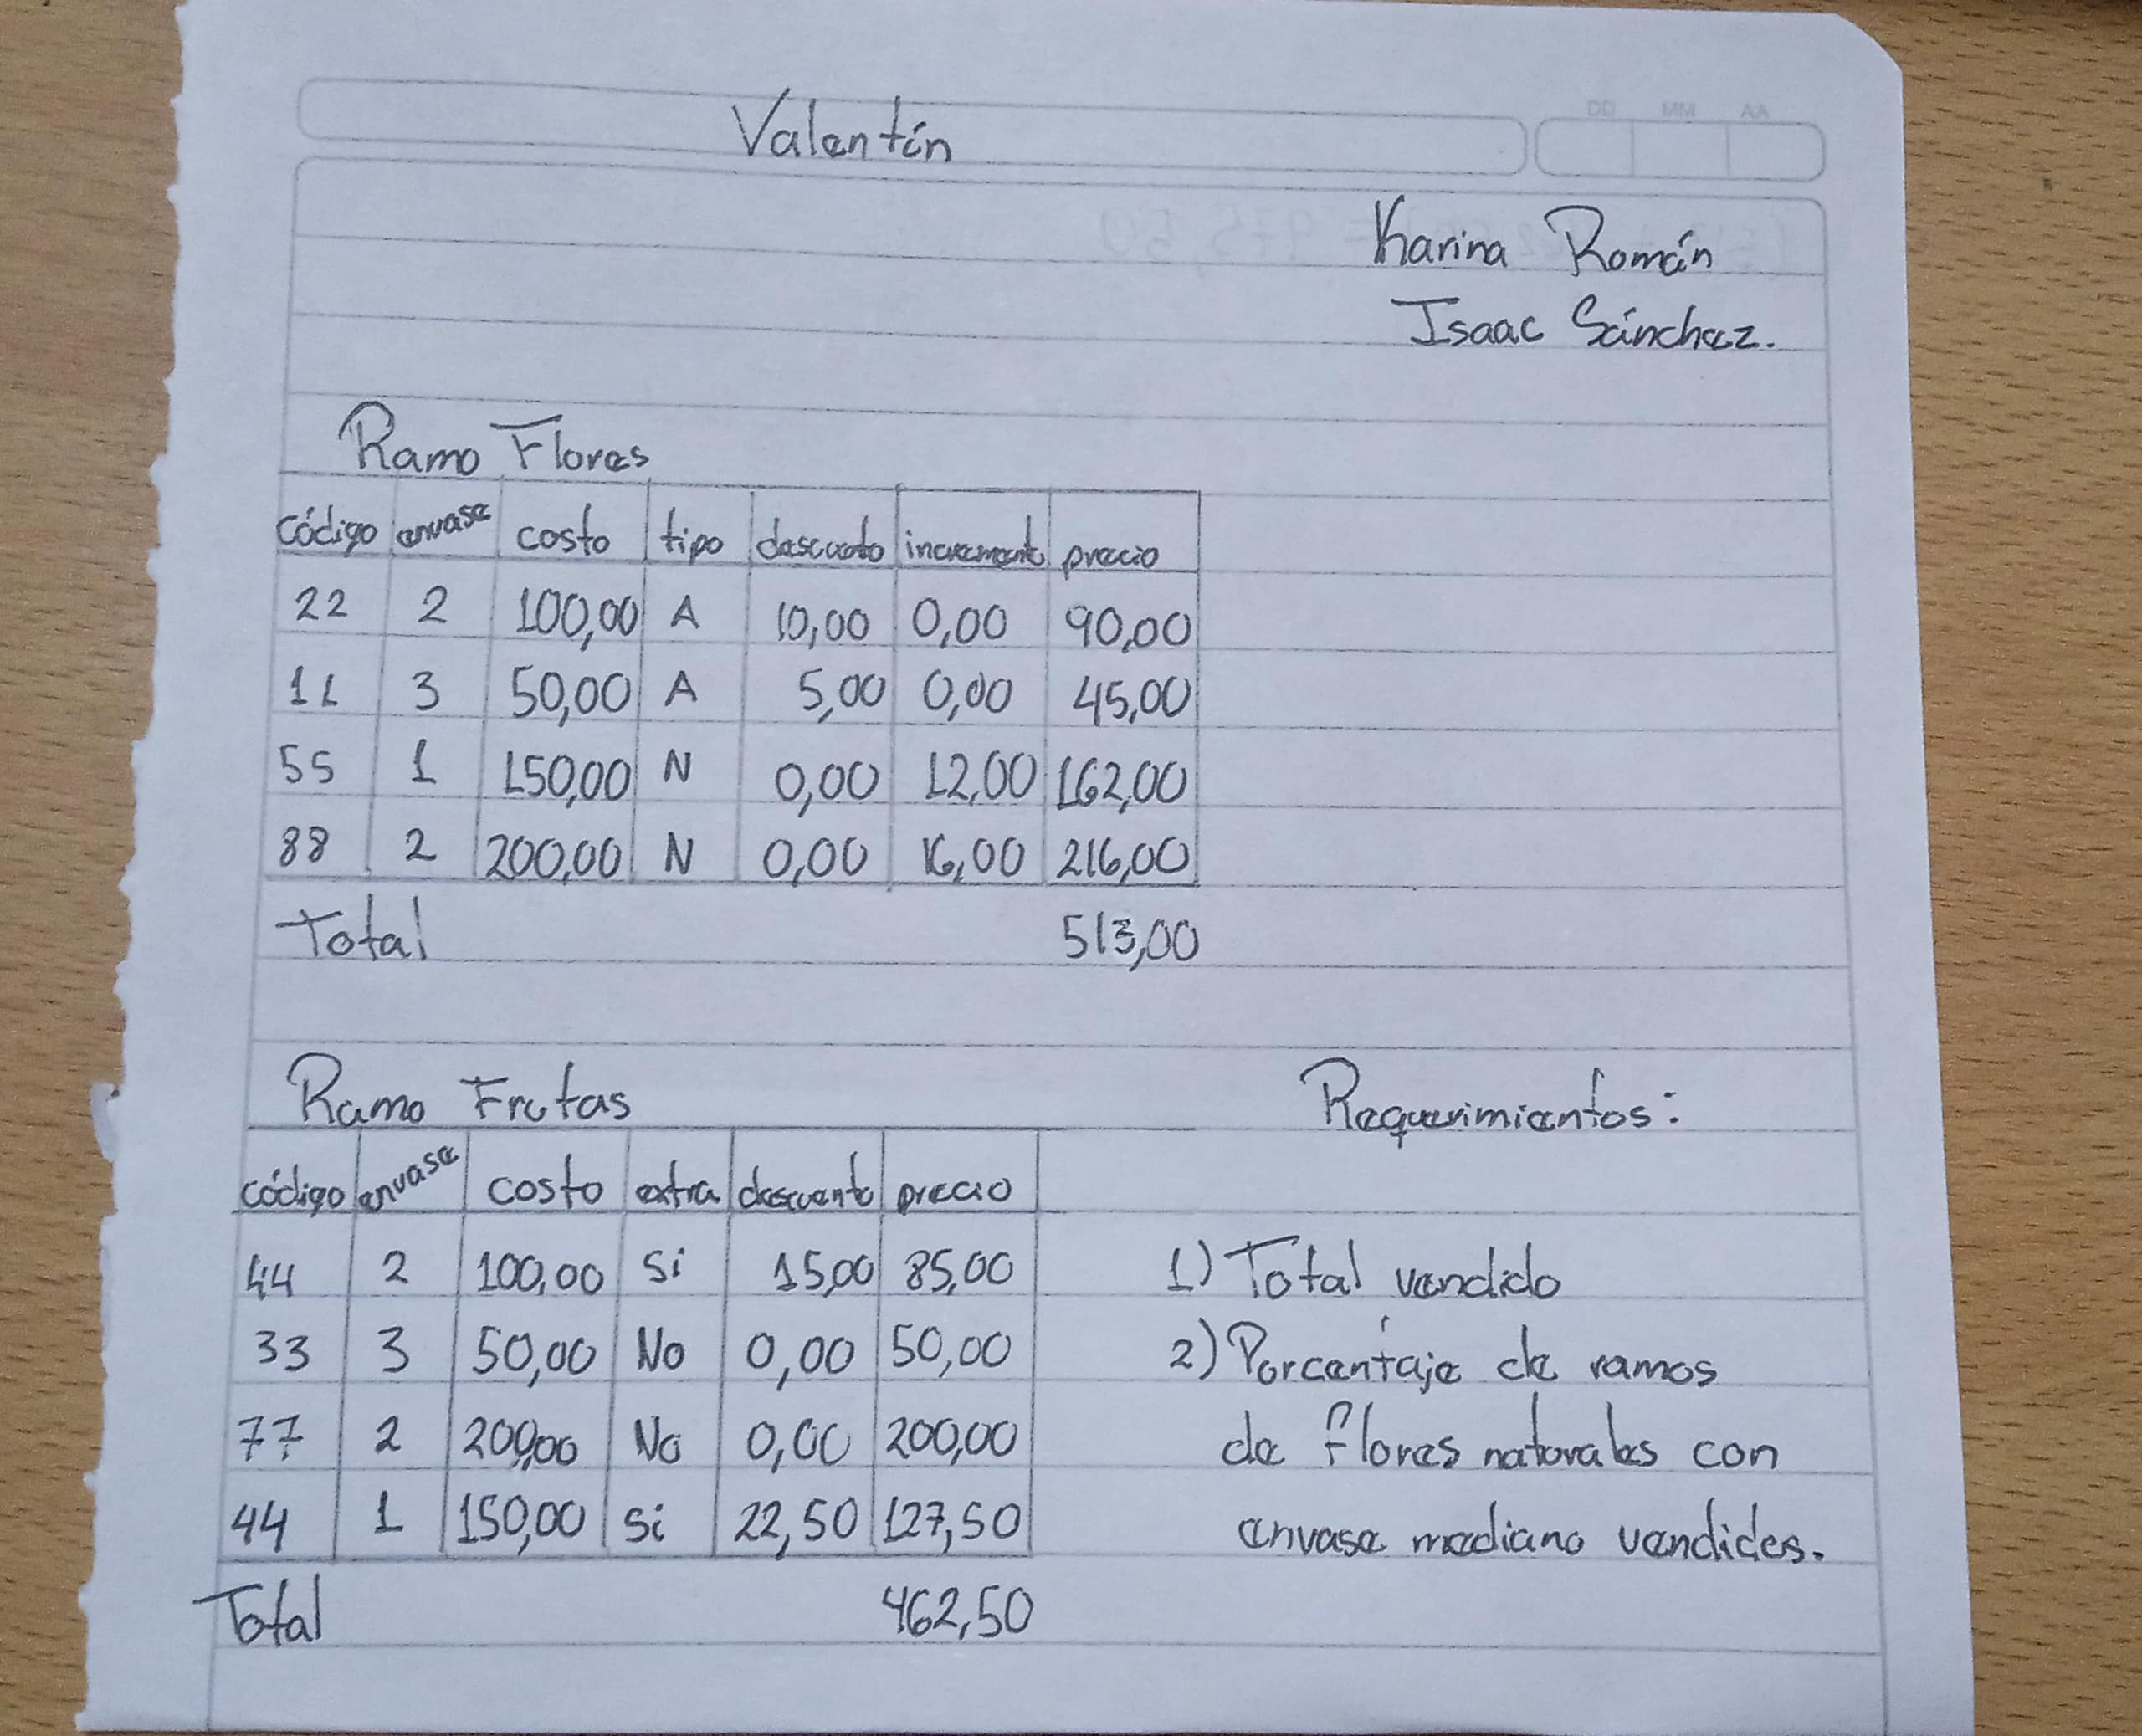 DD MM AA
Valentín
Karina Román
Isaac Sánchez.
Ramo Flores
código envase costo tipo descuento incremento precio
22 2 100,00 A 10,00 0,00 90,00
11 3 50,00 A 5,00 0,00 45,00
55 1 150,00 N 0,00 12,00 162,00
88 2 200,00 N 0,00 16,00 216,00
Total 513,00
Ramo Frutas
Requerimientos:
código envase costo extra descuento precio
44 2 100,00 Si 15,00 85,00
1) Total vendido
33 3 50,00 No 0,00 50,00
2) Porcentaje de ramos
77 2 200,00 No 0,00 200,00
de flores naturales con
44 1 150,00 Si 22,50 127,50
envase mediano vendidos.
Total 462,50